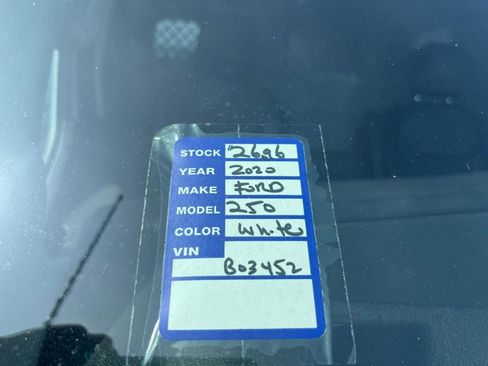 STOCK 2696
YEAR 2020
MAKE FORD
MODEL 250
COLOR White
VIN
B03452